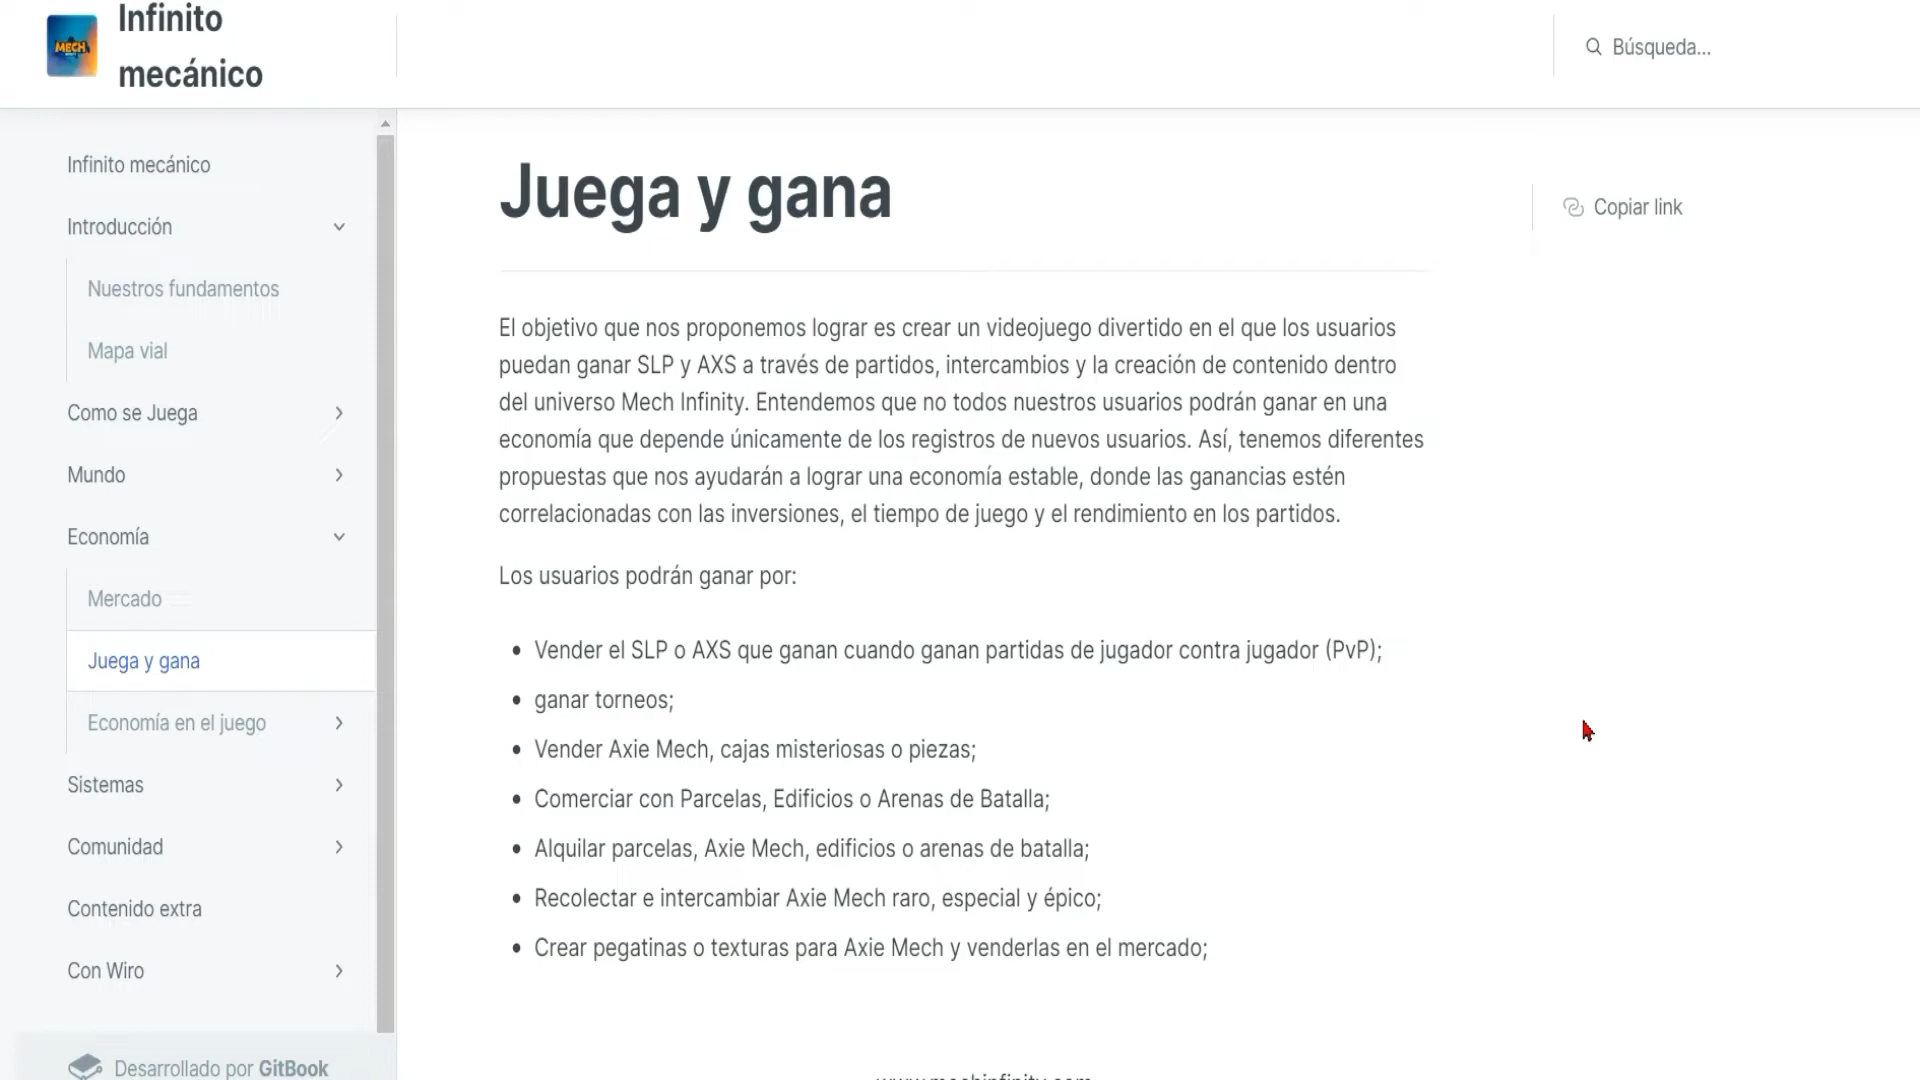 Infinito
mecánico
MECH
Búsqueda...
Infinito mecánico
Introducción
Nuestros fundamentos
Mapa vial
Como se Juega
Mundo
Economía
Mercado
Juega y gana
Economía en el juego
Sistemas
Comunidad
Contenido extra
Con Wiro
Desarrollado por GitBook
Juega y gana
Copiar link
El objetivo que nos proponemos lograr es crear un videojuego divertido en el que los usuarios
puedan ganar SLP y AXS a través de partidos, intercambios y la creación de contenido dentro
del universo Mech Infinity. Entendemos que no todos nuestros usuarios podrán ganar en una
economía que depende únicamente de los registros de nuevos usuarios. Así, tenemos diferentes
propuestas que nos ayudarán a lograr una economía estable, donde las ganancias estén
correlacionadas con las inversiones, el tiempo de juego y el rendimiento en los partidos.
Los usuarios podrán ganar por:
• Vender el SLP o AXS que ganan cuando ganan partidas de jugador contra jugador (PvP);
• ganar torneos;
• Vender Axie Mech, cajas misteriosas o piezas;
• Comerciar con Parcelas, Edificios o Arenas de Batalla;
• Alquilar parcelas, Axie Mech, edificios o arenas de batalla;
• Recolectar e intercambiar Axie Mech raro, especial y épico;
• Crear pegatinas o texturas para Axie Mech y venderlas en el mercado;
www.mechinfinity.com